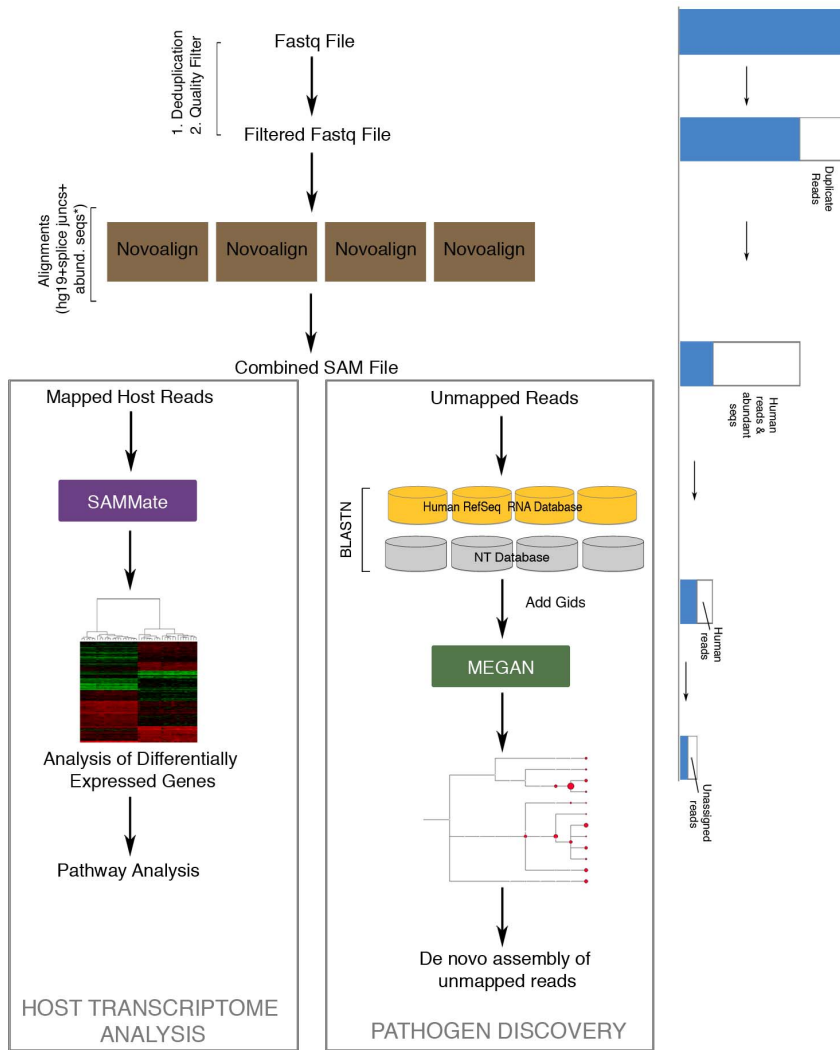 Fastq File
1. Deduplication
2. Quality Filter
Filtered Fastq File
Alignments
(hg19+splice juncs+
abund. seqs*)
Novoalign
Novoalign
Novoalign
Novoalign
Combined SAM File
Mapped Host Reads
SAMMate
Analysis of Differentially
Expressed Genes
Pathway Analysis
HOST TRANSCRIPTOME
ANALYSIS
Unmapped Reads
BLASTN
Human RefSeq RNA Database
NT Database
Add Gids
MEGAN
De novo assembly of
unmapped reads
PATHOGEN DISCOVERY
Duplicate
Reads
Human
reads &
abundant
seqs
Human
reads
Unassigned
reads